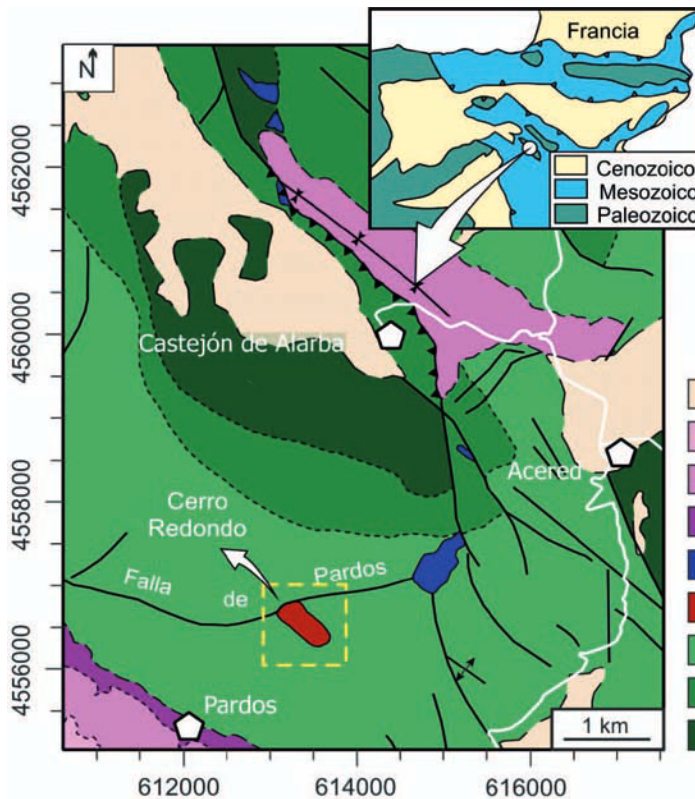 N
Francia
Cenozoico
Mesozoico
Paleozoico
4562000
4560000
4558000
4556000
Castejón de Alarba
Acered
Cerro
Redondo
Falla de Pardos
Pardos
1 km
612000
614000
616000